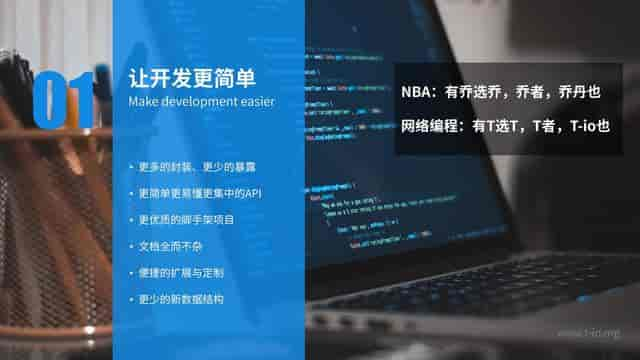 01
让开发更简单
Make development easier
• 更多的封装、更少的暴露
• 更简单更易懂更集中的API
• 更优质的脚手架项目
• 文档全而不杂
• 便捷的扩展与定制
• 更少的新数据结构
NBA：有乔选乔，乔者，乔丹也
网络编程：有T选T，T者，T-io也